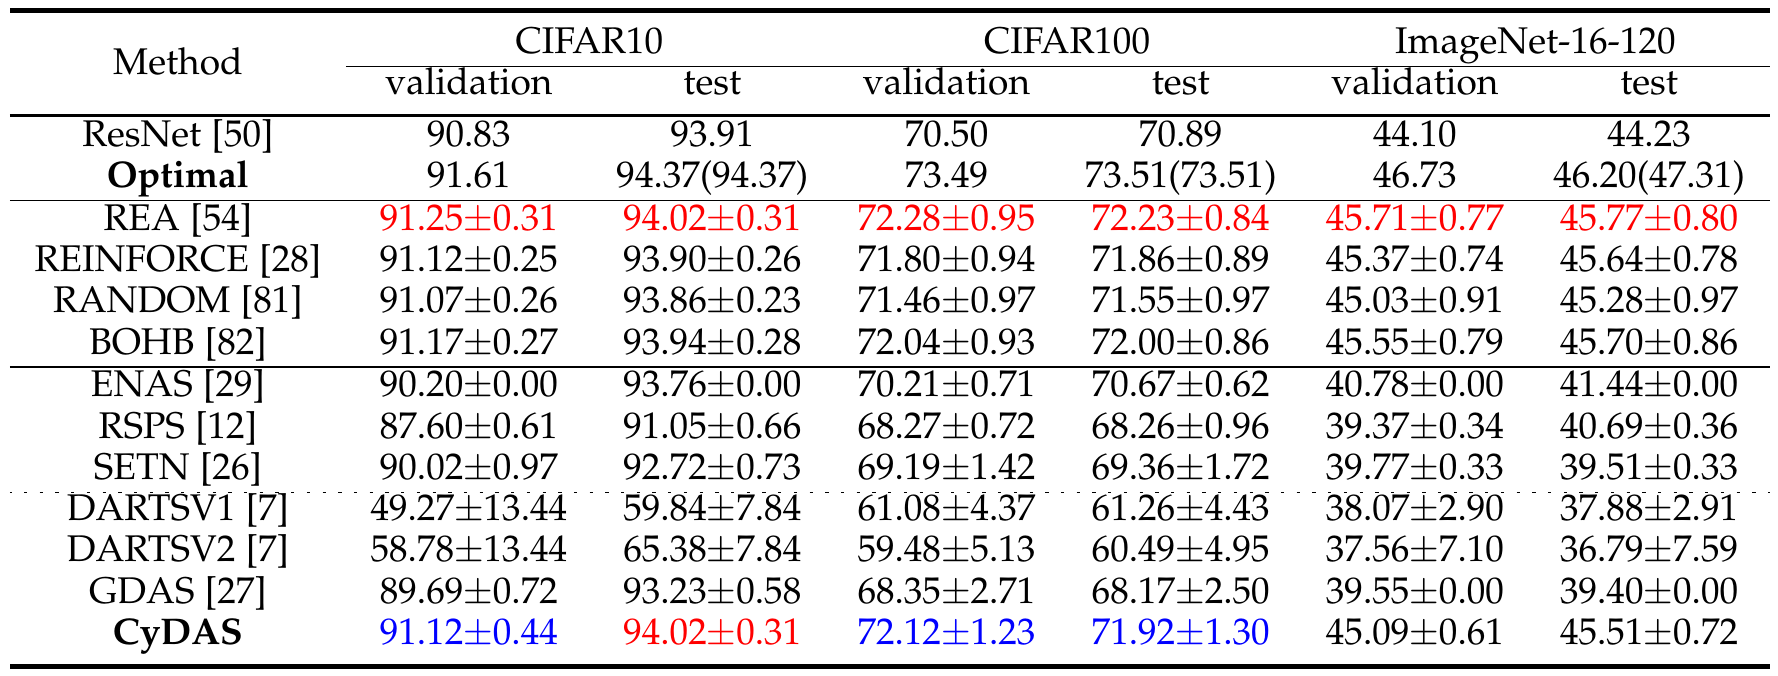 Method CIFAR10 CIFAR100 ImageNet-16-120
validation test validation test validation test
ResNet [50] 90.83 93.91 70.50 70.89 44.10 44.23
Optimal 91.61 94.37(94.37) 73.49 73.51(73.51) 46.73 46.20(47.31)
REA [54] 91.25±0.31 94.02±0.31 72.28±0.95 72.23±0.84 45.71±0.77 45.77±0.80
REINFORCE [28] 91.12±0.25 93.90±0.26 71.80±0.94 71.86±0.89 45.37±0.74 45.64±0.78
RANDOM [81] 91.07±0.26 93.86±0.23 71.46±0.97 71.55±0.97 45.03±0.91 45.28±0.97
BOHB [82] 91.17±0.27 93.94±0.28 72.04±0.93 72.00±0.86 45.55±0.79 45.70±0.86
ENAS [29] 90.20±0.00 93.76±0.00 70.21±0.71 70.67±0.62 40.78±0.00 41.44±0.00
RSPS [12] 87.60±0.61 91.05±0.66 68.27±0.72 68.26±0.96 39.37±0.34 40.69±0.36
SETN [26] 90.02±0.97 92.72±0.73 69.19±1.42 69.36±1.72 39.77±0.33 39.51±0.33
DARTSV1 [7] 49.27±13.44 59.84±7.84 61.08±4.37 61.26±4.43 38.07±2.90 37.88±2.91
DARTSV2 [7] 58.78±13.44 65.38±7.84 59.48±5.13 60.49±4.95 37.56±7.10 36.79±7.59
GDAS [27] 89.69±0.72 93.23±0.58 68.35±2.71 68.17±2.50 39.55±0.00 39.40±0.00
CyDAS 91.12±0.44 94.02±0.31 72.12±1.23 71.92±1.30 45.09±0.61 45.51±0.72